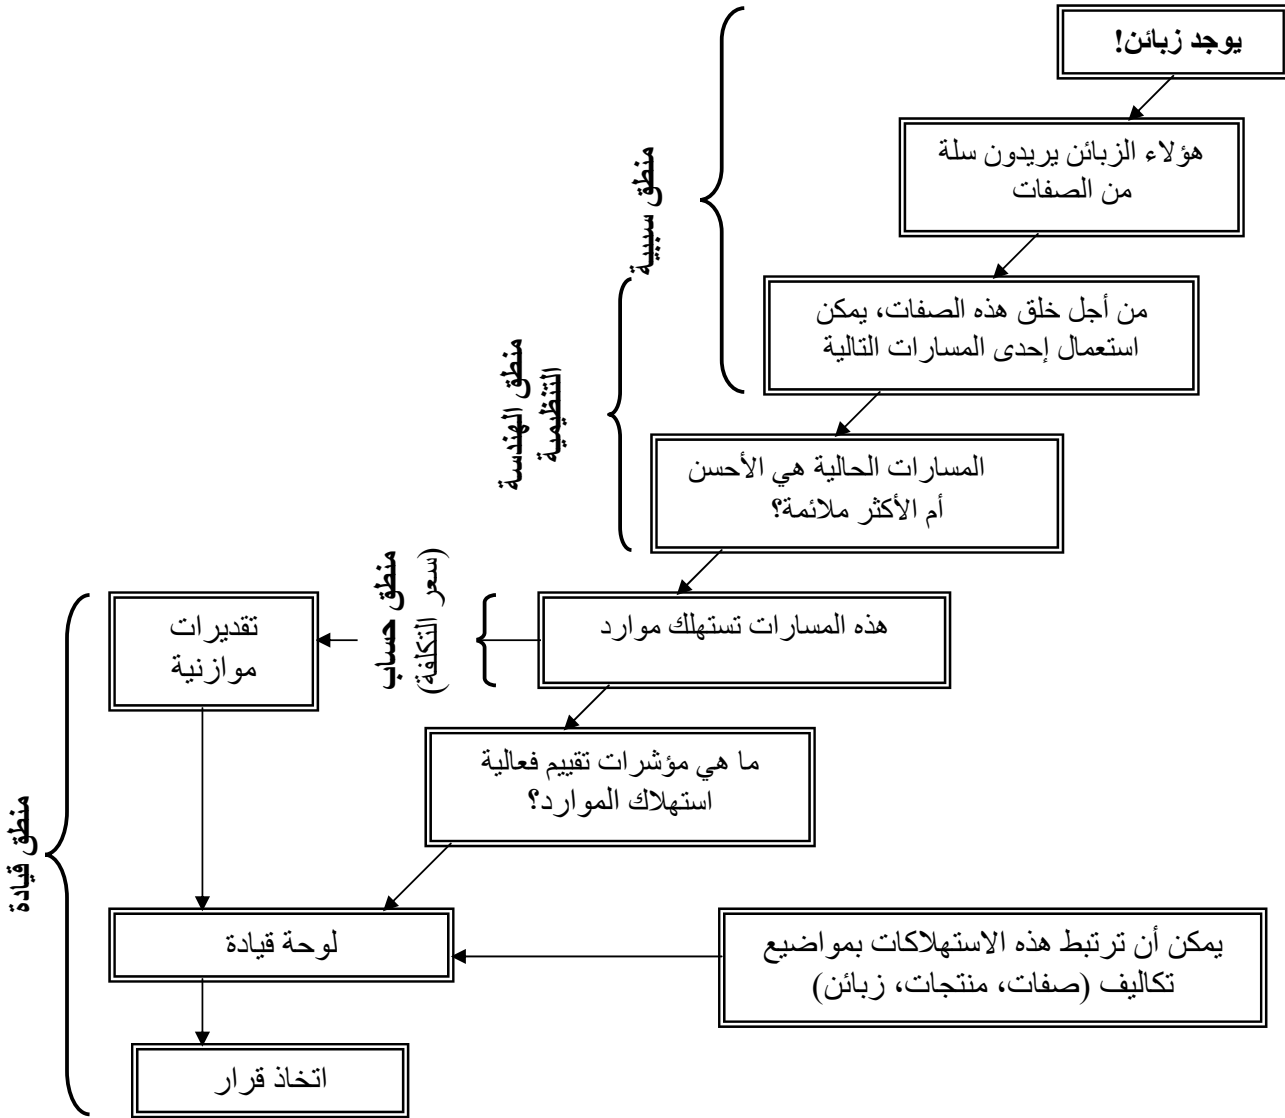 يوجد زبائن!
هؤلاء الزبائن يريدون سلة
من الصفات
منطق سببية
من أجل خلق هذه الصفات، يمكن
استعمال إحدى المسارات التالية
منطق الهندسة
التنظيمية
المسارات الحالية هي الأحسن
أم الأكثر ملائمة؟
هذه المسارات تستهلك موارد
منطق حساب
(سعر التكلفة)
تقديرات
موازنية
ما هي مؤشرات تقييم فعالية
استهلاك الموارد؟
منطق قيادة
لوحة قيادة
يمكن أن ترتبط هذه الاستهلاكات بمواضيع
تكاليف (صفات، منتجات، زبائن)
اتخاذ قرار